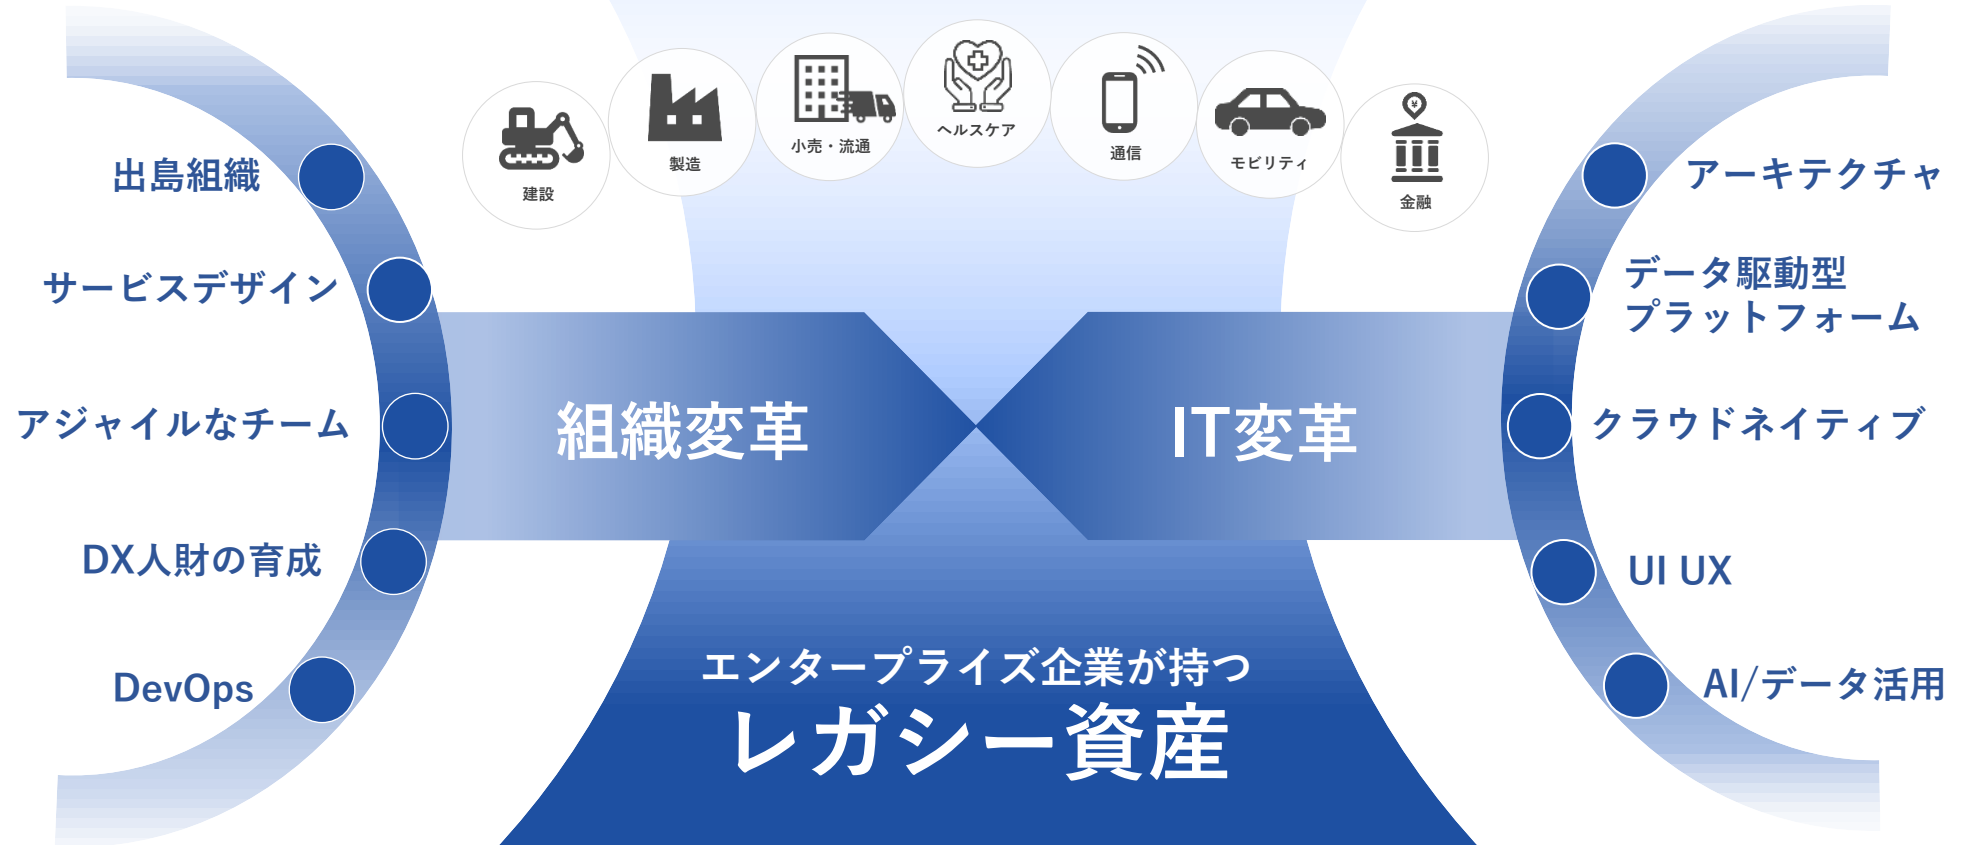 建設
製造
小売・流通
ヘルスケア
通信
モビリティ
金融
¥
出島組織
サービスデザイン
アジャイルなチーム
DX人財の育成
DevOps
組織変革
IT変革
アーキテクチャ
データ駆動型
プラットフォーム
クラウドネイティブ
UI UX
AI/データ活用
エンタープライズ企業が持つ
レガシー資産